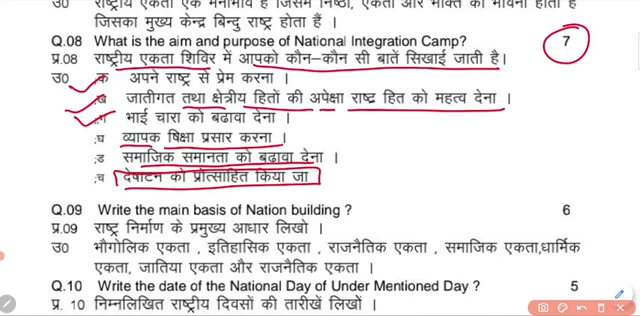 उ0 राष्ट्रीय एकता एक मनोभाव है जिसमें निष्ठा, एकता और भक्ति की भावना होती है
जिसका मुख्य केन्द्र बिन्दु राष्ट्र होता हैं ।
Q.08 What is the aim and purpose of National Integration Camp? 7
प्र.08 राष्ट्रीय एकता शिविर में आपको कौन–कौन सी बातें सिखाई जाती है।
उ0 क अपने राष्ट्र से प्रेम करना ।
.ख जातीगत तथा क्षेत्रीय हितों की अपेक्षा राष्ट्र हित को महत्व देना ।
.ग भाई चारा को बढावा देना ।
.घ व्यापक षिक्षा प्रसार करना ।
.ड समाजिक समानता को बढावा देना ।
.च देषाटन को प्रोत्साहित किया जा
Q.09 Write the main basis of Nation building ? 6
प्र.09 राष्ट्र निर्माण के प्रमुख्य आधार लिखो ।
उ0 भौगोलिक एकता , इतिहासिक एकता , राजनैतिक एकता , समाजिक एकता,धार्मिक
एकता, जातिया एकता और राजनैतिक एकता ।
Q.10 Write the date of the National Day of Under Mentioned Day ? 5
प्र. 10 निम्नलिखित राष्ट्रीय दिवसों की तारीखें लिखों ।